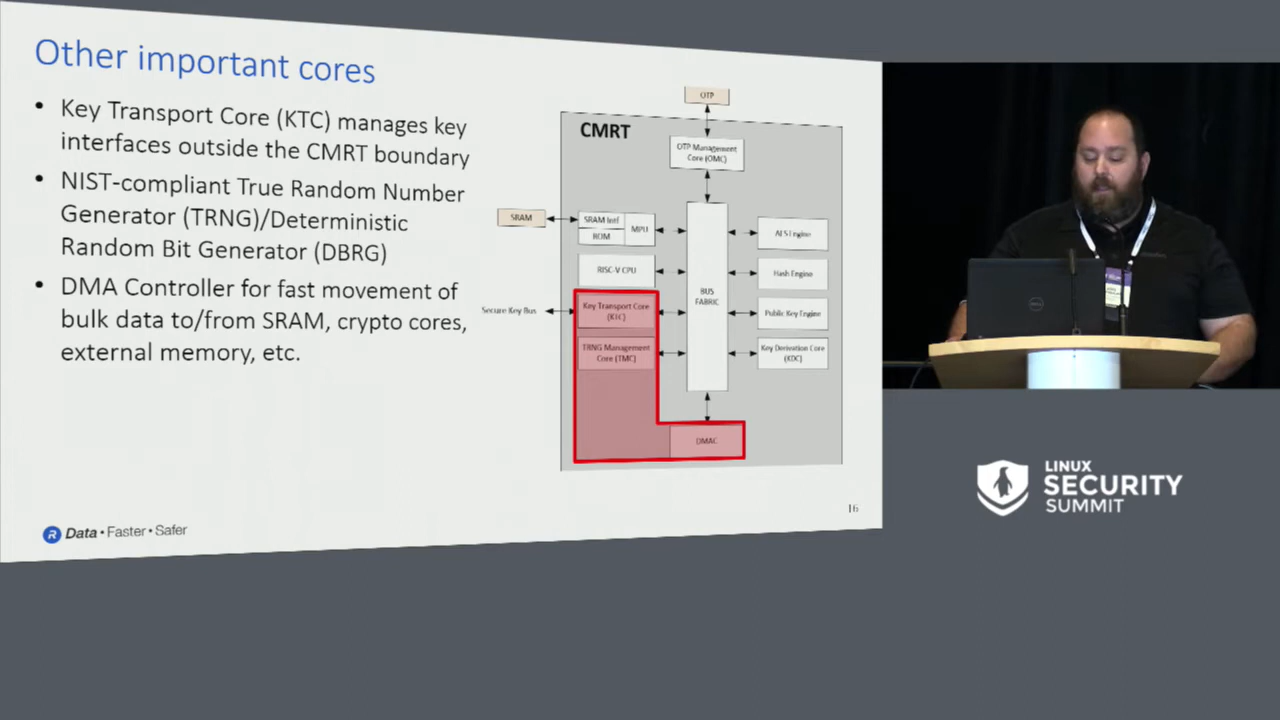 Other important cores
• Key Transport Core (KTC) manages key
interfaces outside the CMRT boundary
• NIST-compliant True Random Number
Generator (TRNG)/Deterministic
Random Bit Generator (DBRG)
• DMA Controller for fast movement of
bulk data to/from SRAM, crypto cores,
external memory, etc.
OTP
CMRT
OTP Management
Core (OMC)
SRAM
SRAM Intf
ROM
MPU
AES Engine
RISC-V CPU
BUS
FABRIC
Hash Engine
Secure Key Bus
Key Transport Core
(KTC)
Public Key Engine
TRNG Management
Core (TMC)
Key Derivation Core
(KDC)
DMAC
16
R Data • Faster • Safer
DELL
LINUX
SECURITY
SUMMIT